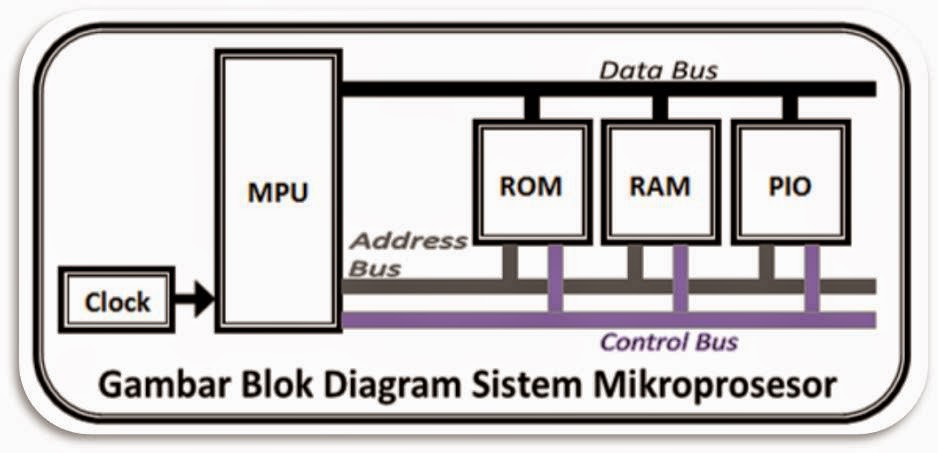 Data Bus
MPU
ROM
RAM
PIO
Address
Bus
Clock
Control Bus
Gambar Blok Diagram Sistem Mikroprosesor